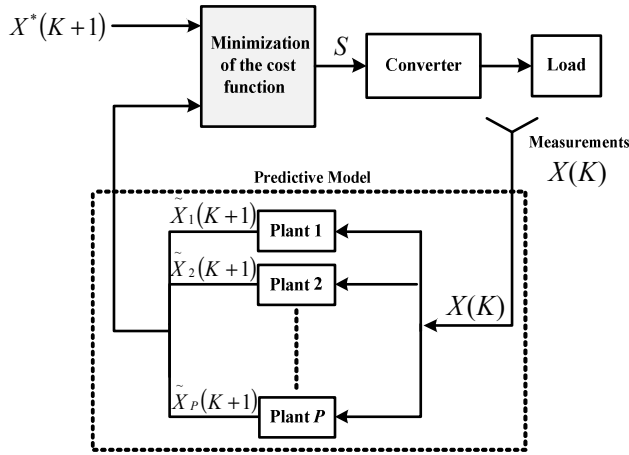 X*(K+1)
Minimization
of the cost
function
S
Converter
Load
Measurements
X(K)
Predictive Model
X̃₁(K+1)
Plant 1
X̃₂(K+1)
Plant 2
X(K)
X̃_P(K+1)
Plant P